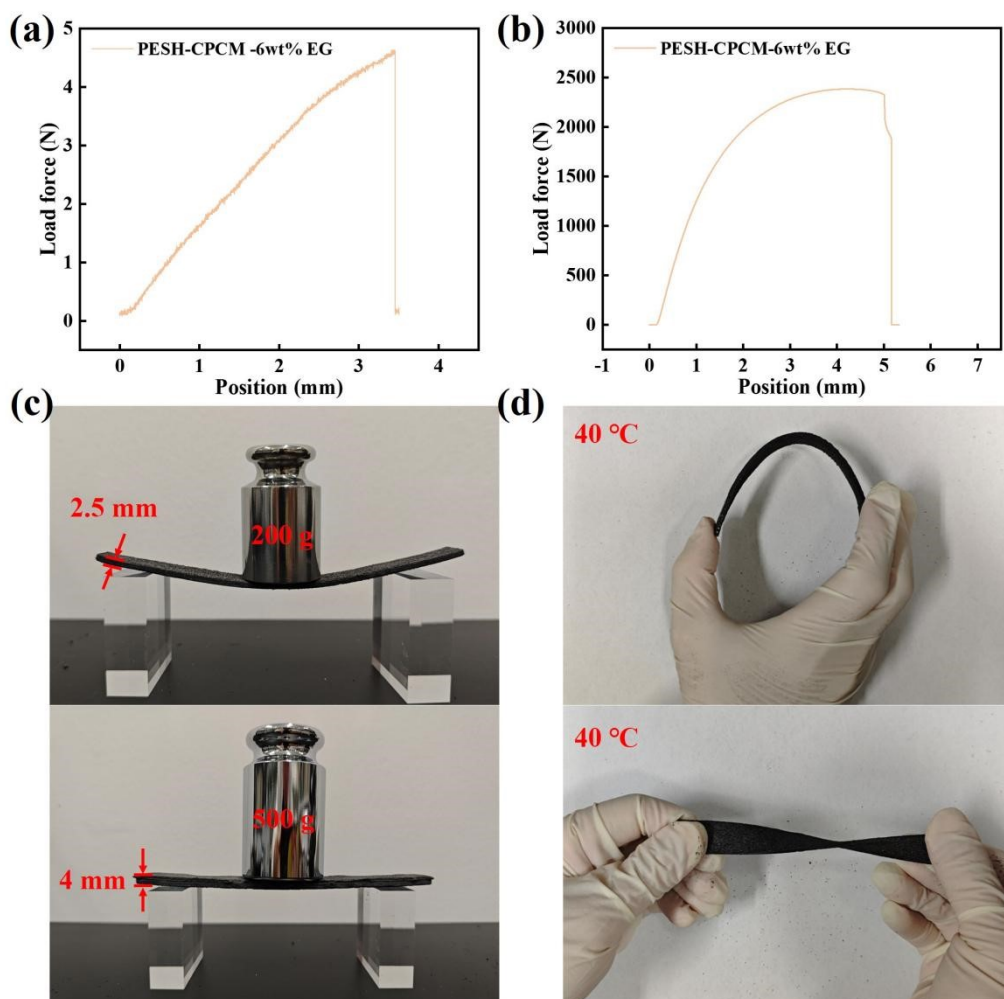 (a)
PESH-CPCM -6wt% EG
Load force (N)
5
4
3
2
1
0
0 1 2 3 4
Position (mm)
(b)
PESH-CPCM-6wt% EG
Load force (N)
3000
2500
2000
1500
1000
500
0
-1 0 1 2 3 4 5 6 7
Position (mm)
(c)
2.5 mm
200 g
500 g
4 mm
(d)
40 °C
40 °C